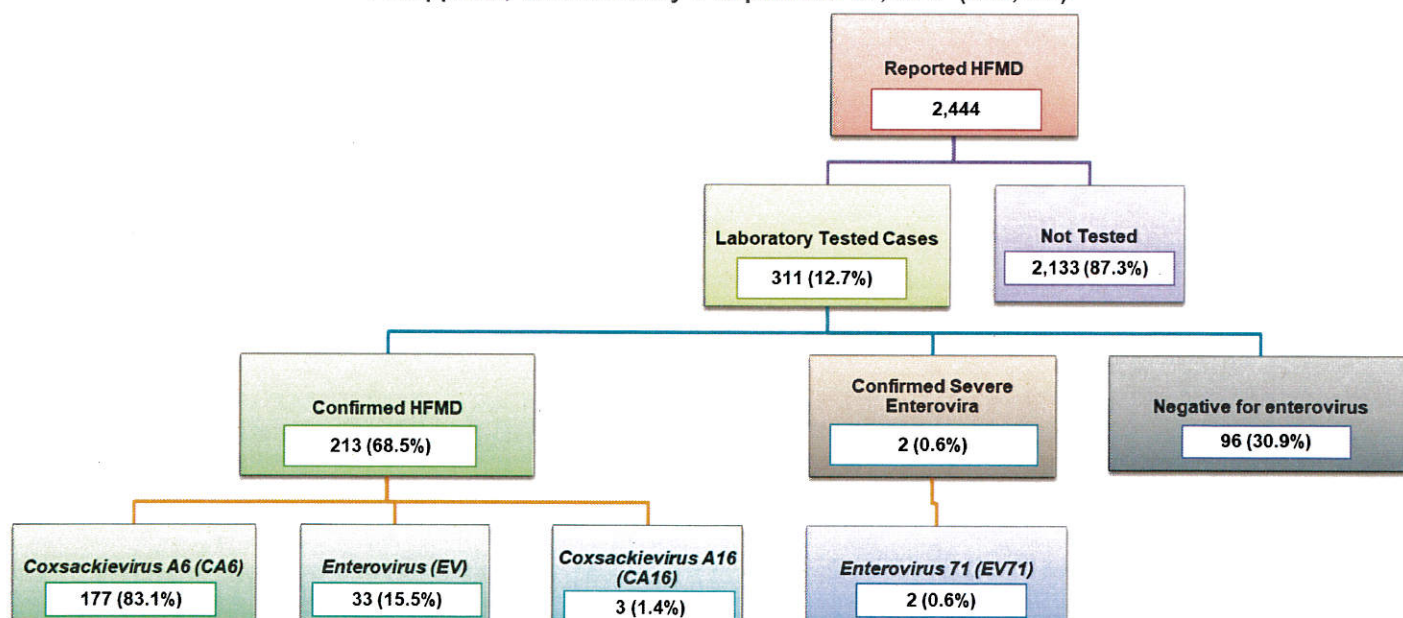 Reported HFMD
2,444
Laboratory Tested Cases
311 (12.7%)
Not Tested
2,133 (87.3%)
Confirmed HFMD
213 (68.5%)
Confirmed Severe
Enterovira
2 (0.6%)
Negative for enterovirus
96 (30.9%)
Coxsackievirus A6 (CA6)
177 (83.1%)
Enterovirus (EV)
33 (15.5%)
Coxsackievirus A16
(CA16)
3 (1.4%)
Enterovirus 71 (EV71)
2 (0.6%)